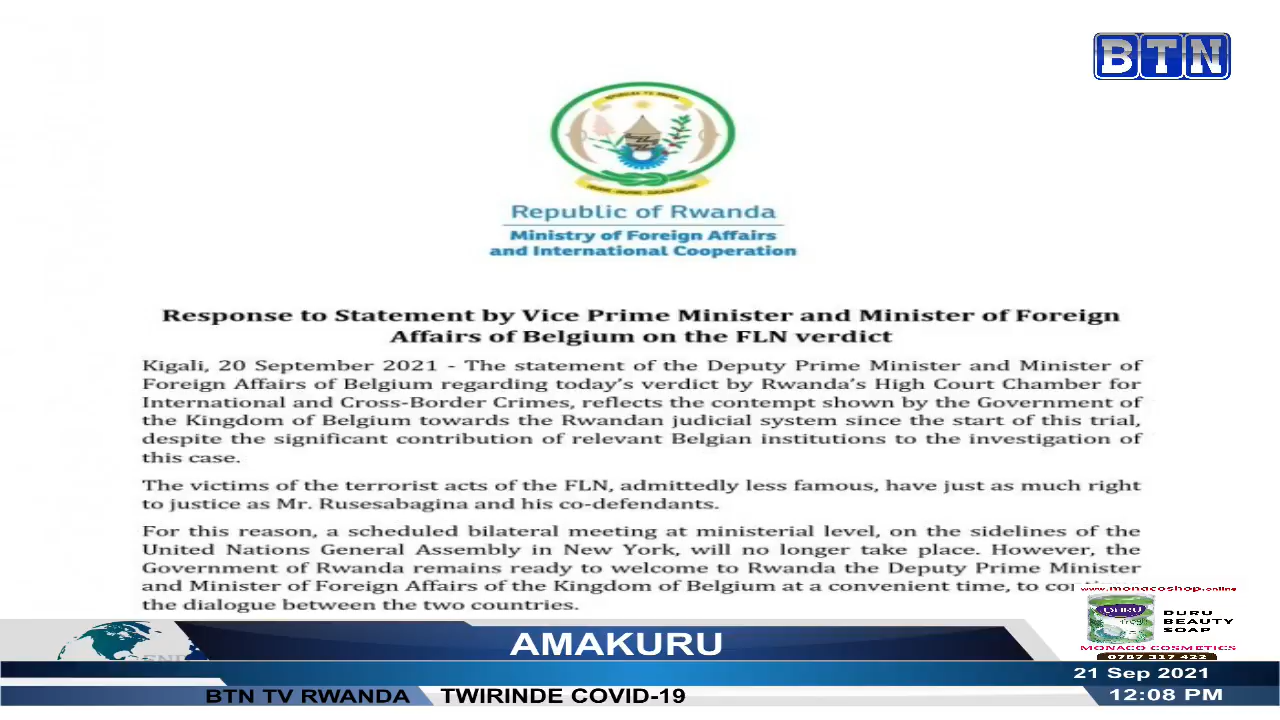 BTN
Republic of Rwanda
Ministry of Foreign Affairs
and International Cooperation
Response to Statement by Vice Prime Minister and Minister of Foreign
Affairs of Belgium on the FLN verdict
Kigali, 20 September 2021 - The statement of the Deputy Prime Minister and Minister of
Foreign Affairs of Belgium regarding today's verdict by Rwanda's High Court Chamber for
International and Cross-Border Crimes, reflects the contempt shown by the Government of
the Kingdom of Belgium towards the Rwandan judicial system since the start of this trial,
despite the significant contribution of relevant Belgian institutions to the investigation of
this case.
The victims of the terrorist acts of the FLN, admittedly less famous, have just as much right
to justice as Mr. Rusesabagina and his co-defendants.
For this reason, a scheduled bilateral meeting at ministerial level, on the sidelines of the
United Nations General Assembly in New York, will no longer take place. However, the
Government of Rwanda remains ready to welcome to Rwanda the Deputy Prime Minister
and Minister of Foreign Affairs of the Kingdom of Belgium at a convenient time, to
the dialogue between the two countries.
www.monacoshop.online
DURU
DURU
BEAUTY
SOAP
MONACO COSMETICS
0787 317 422
AMAKURU
21 Sep 2021
BTN TV RWANDA TWIRINDE COVID-19
12:08 PM